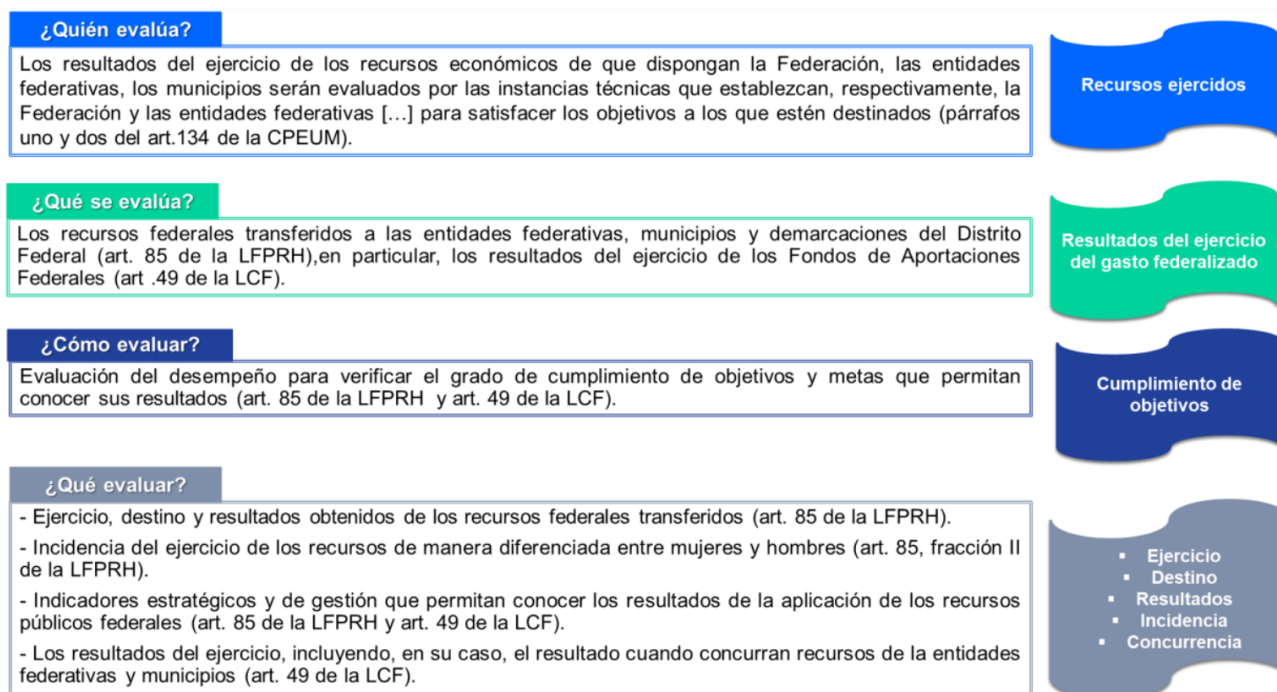 ¿Quién evalúa?
Los resultados del ejercicio de los recursos económicos de que dispongan la Federación, las entidades
federativas, los municipios serán evaluados por las instancias técnicas que establezcan, respectivamente, la
Federación y las entidades federativas [...] para satisfacer los objetivos a los que estén destinados (párrafos
uno y dos del art.134 de la CPEUM).
Recursos ejercidos
¿Qué se evalúa?
Los recursos federales transferidos a las entidades federativas, municipios y demarcaciones del Distrito
Federal (art. 85 de la LFPRH),en particular, los resultados del ejercicio de los Fondos de Aportaciones
Federales (art .49 de la LCF).
Resultados del ejercicio
del gasto federalizado
¿Cómo evaluar?
Evaluación del desempeño para verificar el grado de cumplimiento de objetivos y metas que permitan
conocer sus resultados (art. 85 de la LFPRH y art. 49 de la LCF).
Cumplimiento de
objetivos
¿Qué evaluar?
- Ejercicio, destino y resultados obtenidos de los recursos federales transferidos (art. 85 de la LFPRH).
- Incidencia del ejercicio de los recursos de manera diferenciada entre mujeres y hombres (art. 85, fracción II
de la LFPRH).
- Indicadores estratégicos y de gestión que permitan conocer los resultados de la aplicación de los recursos
públicos federales (art. 85 de la LFPRH y art. 49 de la LCF).
- Los resultados del ejercicio, incluyendo, en su caso, el resultado cuando concurran recursos de la entidades
federativas y municipios (art. 49 de la LCF).
▪ Ejercicio
▪ Destino
▪ Resultados
▪ Incidencia
▪ Concurrencia